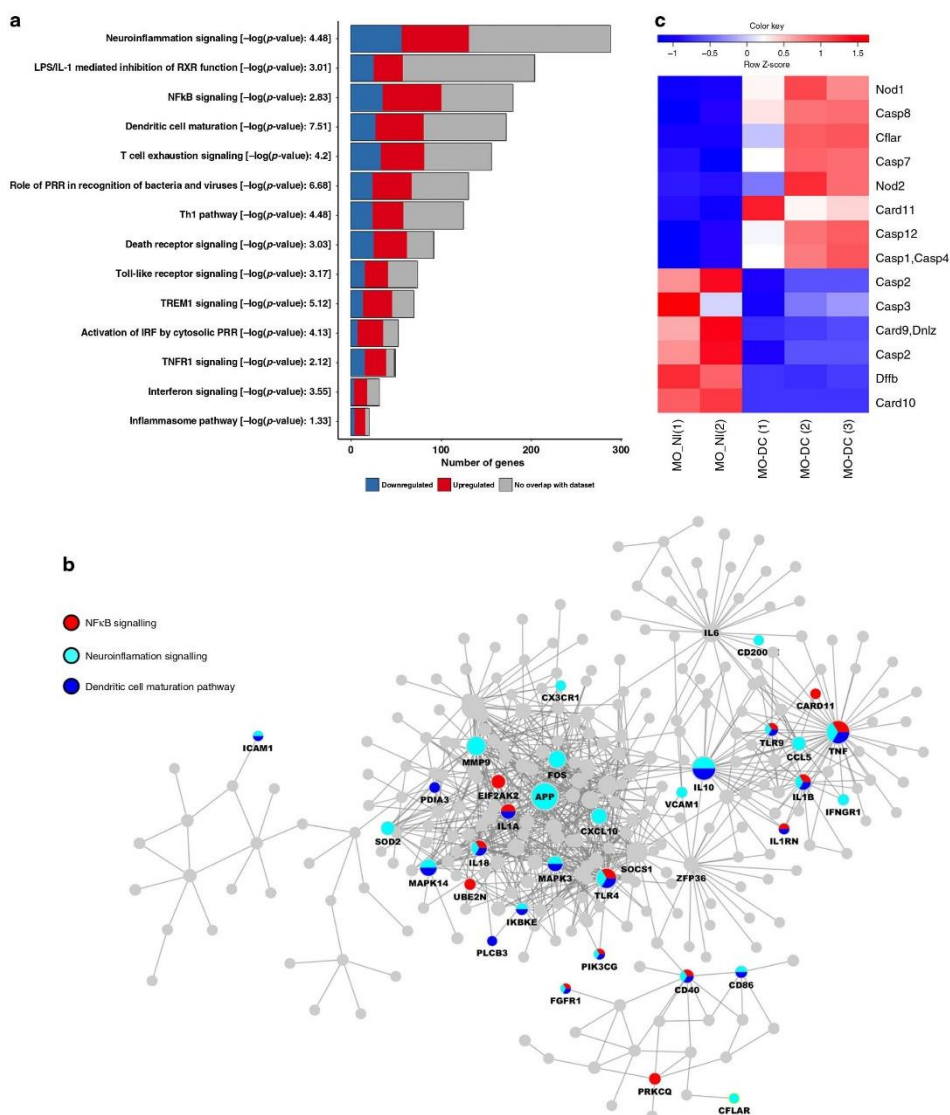 a
Neuroinflammation signaling [−log(p-value): 4.48]
LPS/IL-1 mediated inhibition of RXR function [−log(p-value): 3.01]
NFkB signaling [−log(p-value): 2.83]
Dendritic cell maturation [−log(p-value): 7.51]
T cell exhaustion signaling [−log(p-value): 4.2]
Role of PRR in recognition of bacteria and viruses [−log(p-value): 6.68]
Th1 pathway [−log(p-value): 4.48]
Death receptor signaling [−log(p-value): 3.03]
Toll-like receptor signaling [−log(p-value): 3.17]
TREM1 signaling [−log(p-value): 5.12]
Activation of IRF by cytosolic PRR [−log(p-value): 4.13]
TNFR1 signaling [−log(p-value): 2.12]
Interferon signaling [−log(p-value): 3.55]
Inflammasome pathway [−log(p-value): 1.33]
0 100 200 300
Number of genes
Downregulated Upregulated No overlap with dataset
c
Color key
−1 −0.5 0 0.5 1 1.5
Row Z-score
Nod1
Casp8
Cflar
Casp7
Nod2
Card11
Casp12
Casp1,Casp4
Casp2
Casp3
Card9,Dnlz
Casp2
Dffb
Card10
MO_NI(1)
MO_NI(2)
MO-DC (1)
MO-DC (2)
MO-DC (3)
b
NFκB signalling
Neuroinflamation signalling
Dendritic cell maturation pathway
IL6
CX3CR1
CARD11
ICAM1
TLR9
TNF
MMP9
FOS
CCL5
IL10
PDIA3
EIF2AK2
APP
VCAM1
IL1B
IFNGR1
IL1A
CXCL10
SOD2
IL1RN
IL18
MAPK14
MAPK3
SOCS1
ZFP36
UBE2N
TLR4
IKBKE
PLCB3
PIK3CG
CD40
CD86
FGFR1
PRKCQ
CFLAR